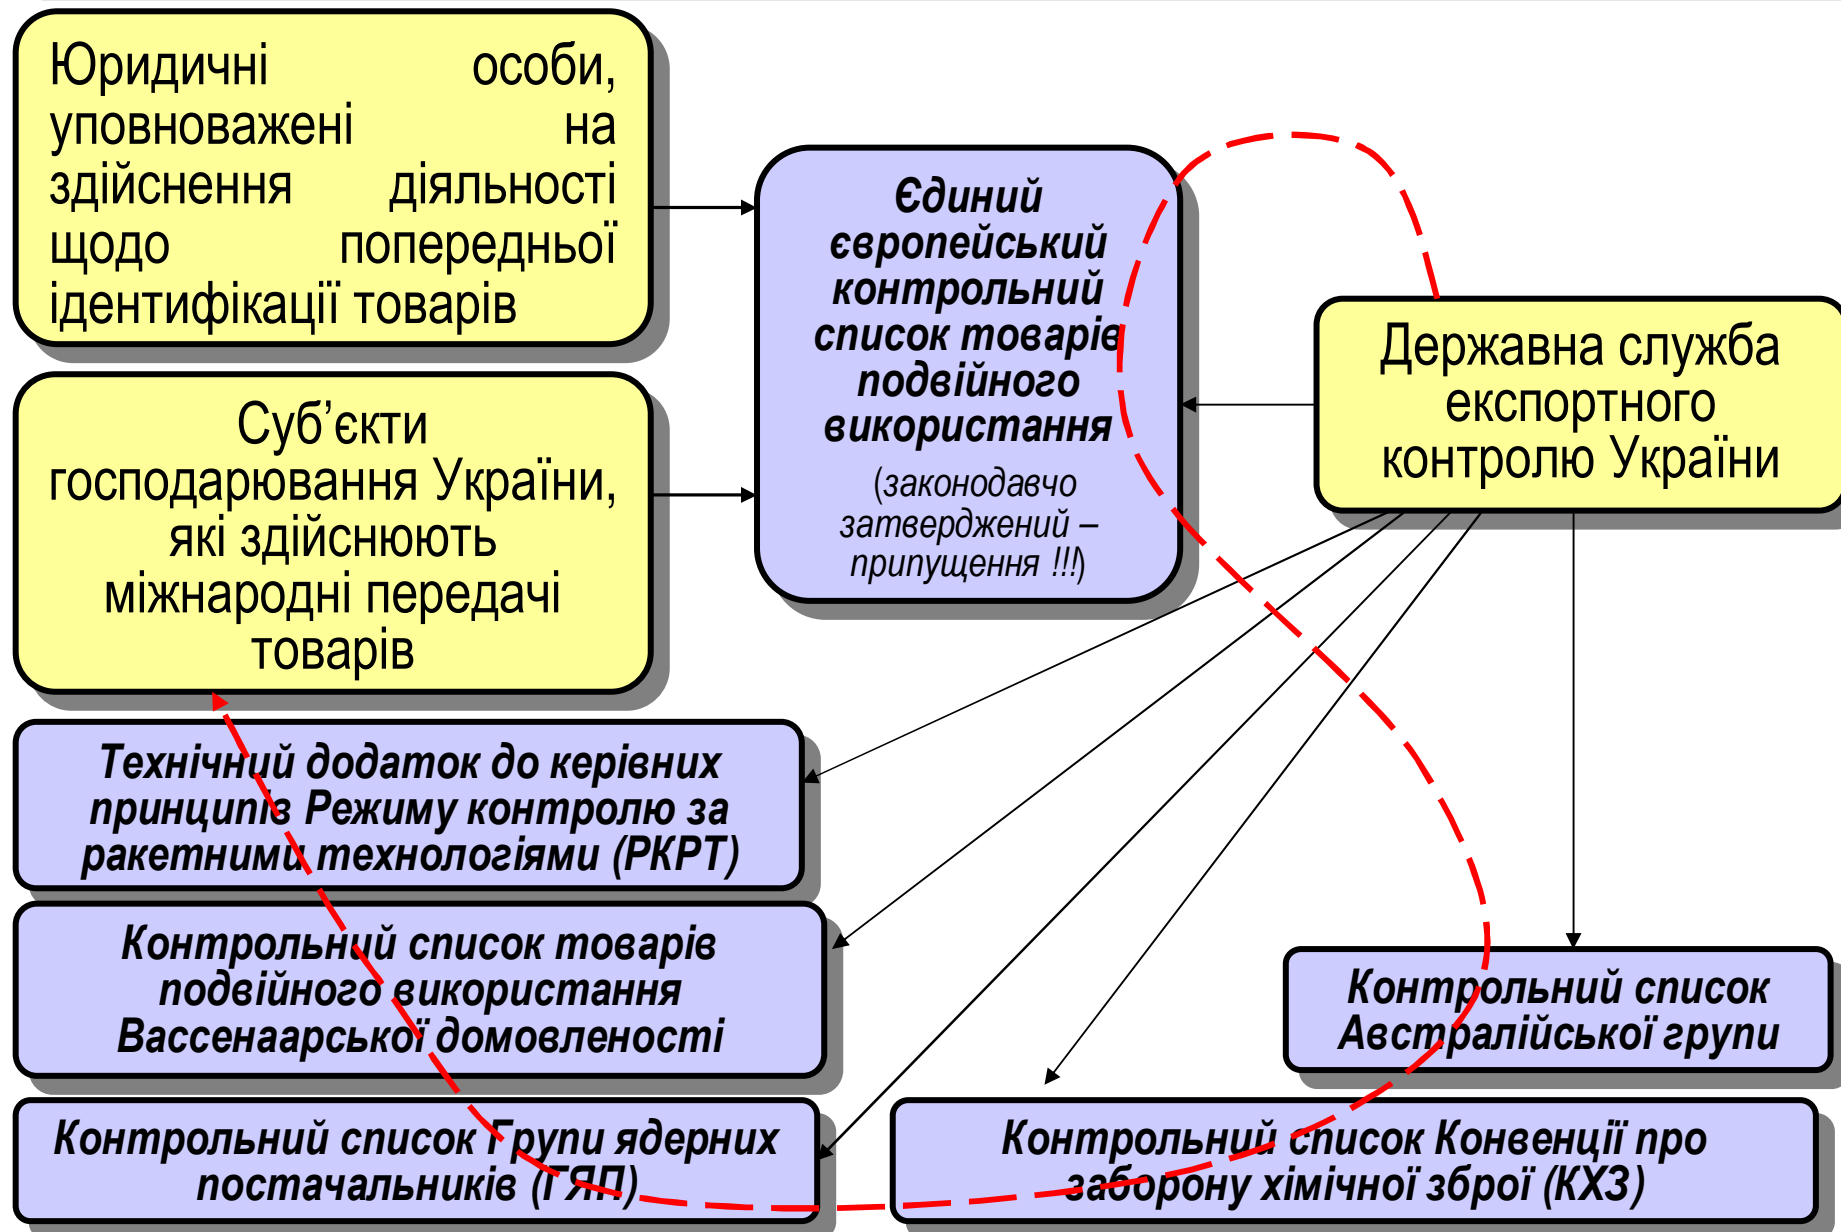 Юридичні особи,
уповноважені на
здійснення діяльності
щодо попередньої
ідентифікації товарів
Єдиний
європейський
контрольний
список товарів
подвійного
використання
(законодавчо
затверджений –
припущення !!!)
Державна служба
експортного
контролю України
Суб’єкти
господарювання України,
які здійснюють
міжнародні передачі
товарів
Технічний додаток до керівних
принципів Режиму контролю за
ракетними технологіями (РКРТ)
Контрольний список товарів
подвійного використання
Вассенаарської домовленості
Контрольний список
Австралійської групи
Контрольний список Групи ядерних
постачальників (ГЯП)
Контрольний список Конвенції про
заборону хімічної зброї (КХЗ)